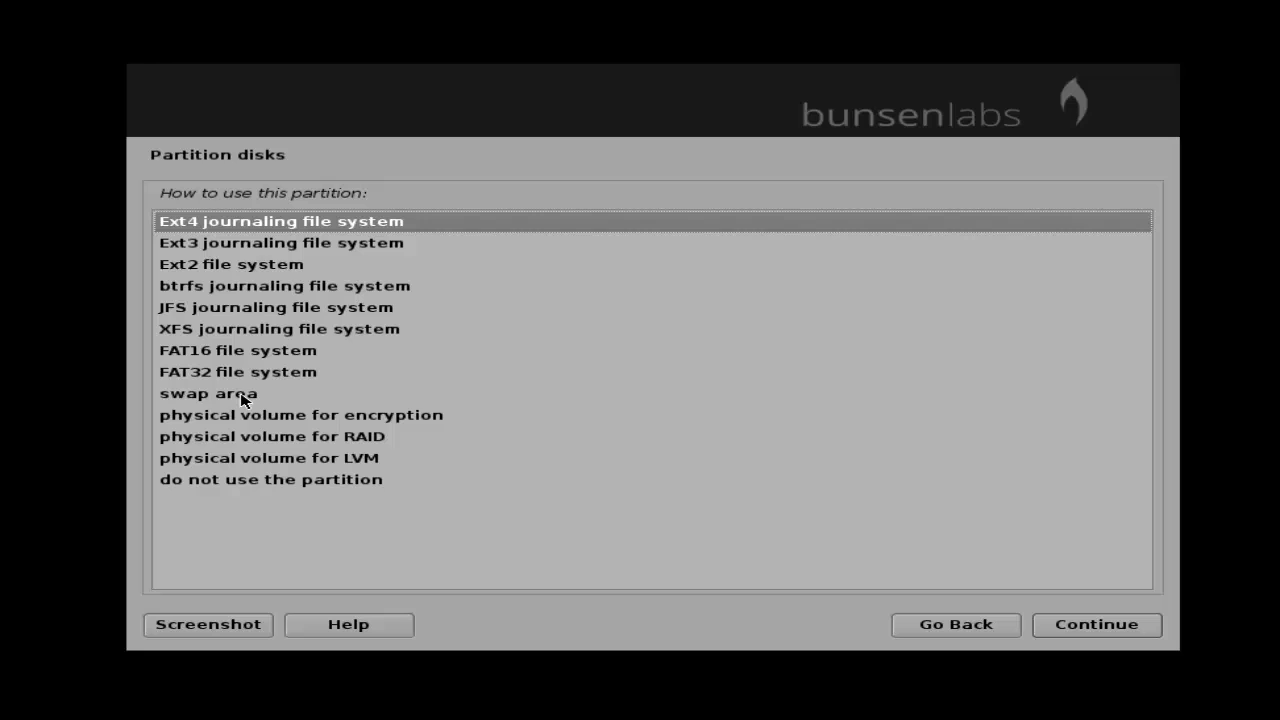 bunsenlabs
Partition disks
How to use this partition:
Ext4 journaling file system
Ext3 journaling file system
Ext2 file system
btrfs journaling file system
JFS journaling file system
XFS journaling file system
FAT16 file system
FAT32 file system
swap area
physical volume for encryption
physical volume for RAID
physical volume for LVM
do not use the partition
Screenshot Help Go Back Continue